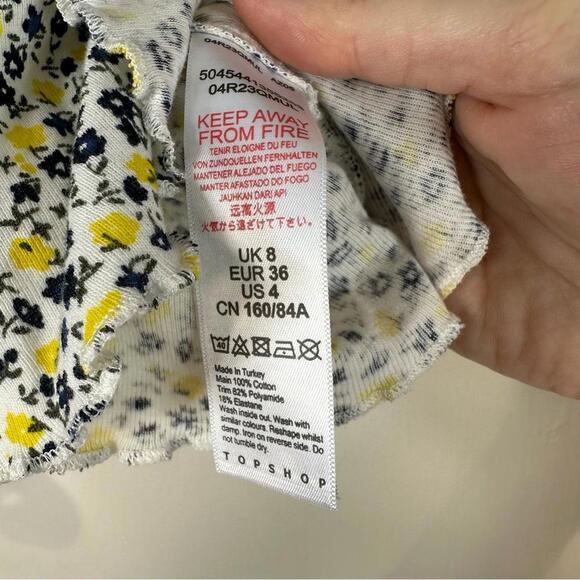 04R23QMUL
5045441
04R23QMUL
KEEP AWAY
FROM FIRE
TENIR ELOIGNE DU FEU
VON ZUNDQUELLEN FERNHALTEN
MANTENER ALEJADO DEL FUEGO
MANTER AFASTADO DO FOGO
JAUHKAN DARI API
远离火源
火気から遠ざけて下さい。
UK 8
EUR 36
US 4
CN 160/84A
Made in Turkey
Main 100% Cotton
Trim 82% Polyamide
18% Elastane
Wash inside out. Wash with
similar colours. Reshape whilst
damp. Iron on reverse side. Do
not tumble dry.
TOPSHOP